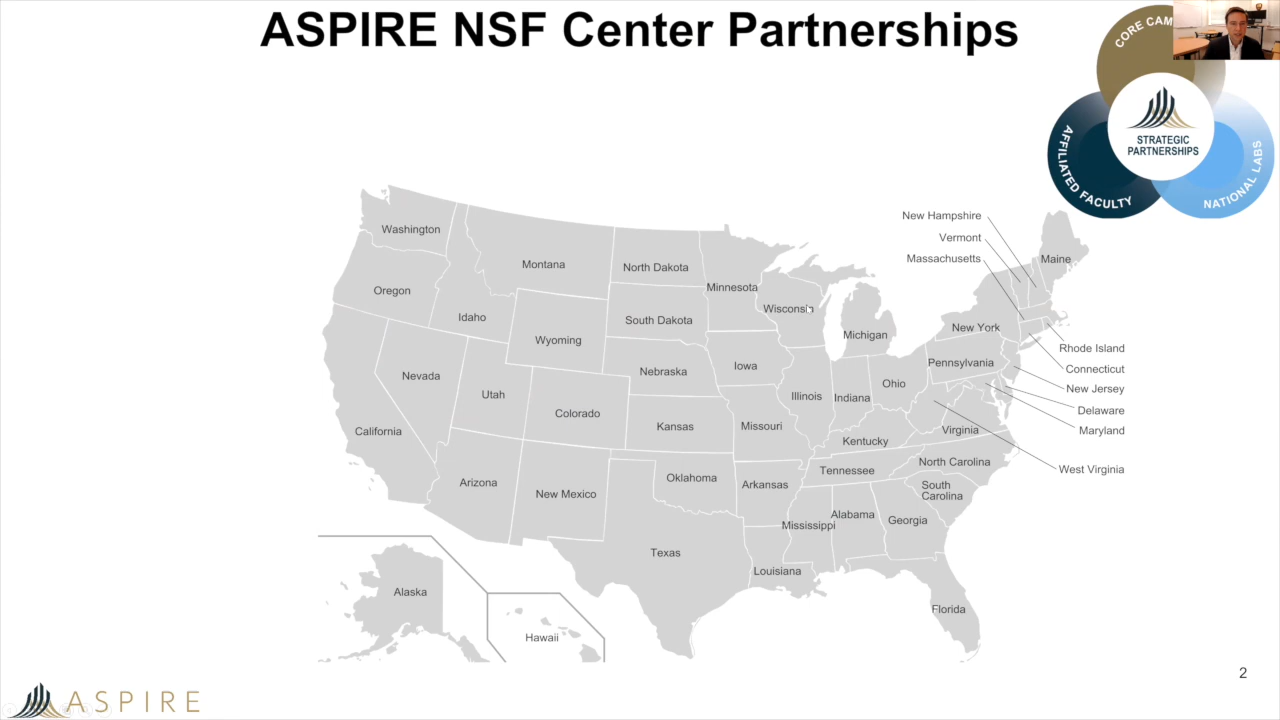 ASPIRE NSF Center Partnerships
CORE CAM
STRATEGIC
PARTNERSHIPS
AFFILIATED FACULTY
NATIONAL LABS
New Hampshire
Vermont
Massachusetts
Washington
Maine
Montana
North Dakota
Minnesota
Oregon
Wisconsin
Idaho
South Dakota
New York
Michigan
Wyoming
Rhode Island
Pennsylvania
Connecticut
Iowa
Nebraska
Nevada
Ohio
New Jersey
Utah
Illinois
Indiana
Colorado
Delaware
Kansas
Missouri
Virginia
Maryland
California
Kentucky
North Carolina
West Virginia
Tennessee
Oklahoma
Arizona
Arkansas
South
Carolina
New Mexico
Alabama
Georgia
Mississippi
Texas
Louisiana
Alaska
Florida
Hawaii
2
ASPIRE